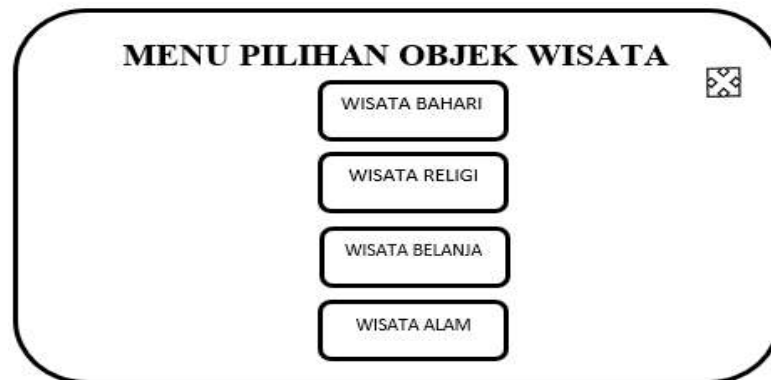 MENU PILIHAN OBJEK WISATA
WISATA BAHARI
WISATA RELIGI
WISATA BELANJA
WISATA ALAM